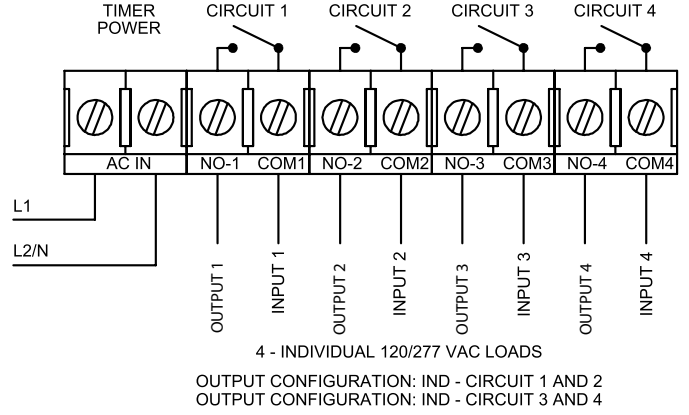 TIMER POWER
CIRCUIT 1
CIRCUIT 2
CIRCUIT 3
CIRCUIT 4
AC IN
NO-1
COM1
NO-2
COM2
NO-3
COM3
NO-4
COM4
L1
L2/N
OUTPUT 1
INPUT 1
OUTPUT 2
INPUT 2
OUTPUT 3
INPUT 3
OUTPUT 4
INPUT 4
4 - INDIVIDUAL 120/277 VAC LOADS
OUTPUT CONFIGURATION: IND - CIRCUIT 1 AND 2
OUTPUT CONFIGURATION: IND - CIRCUIT 3 AND 4